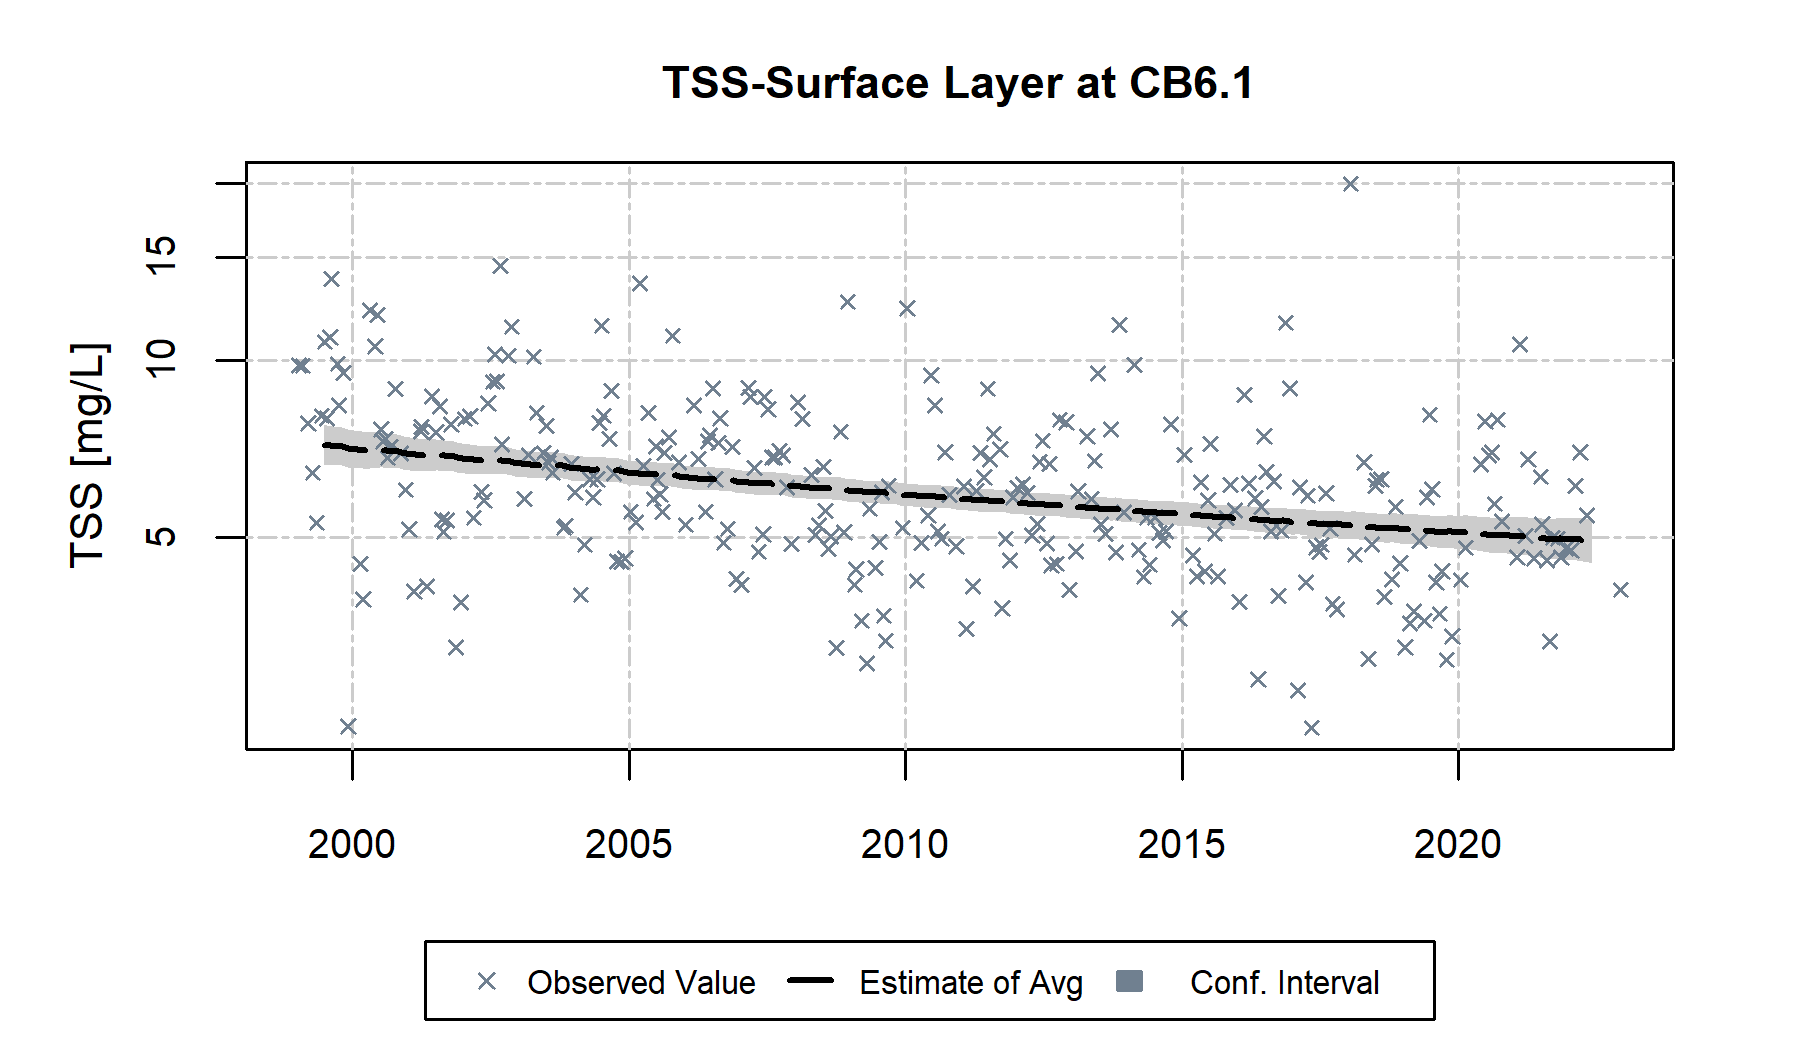 TSS-Surface Layer at CB6.1
TSS [mg/L]
15
10
5
2000 2005 2010 2015 2020
Observed Value Estimate of Avg Conf. Interval